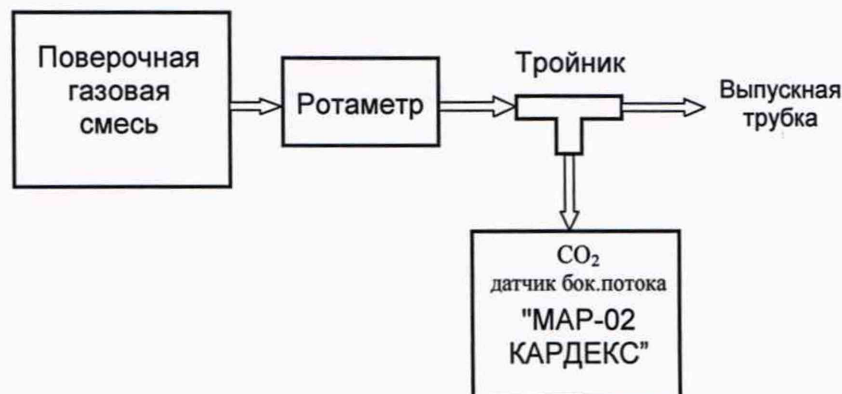 Поверочная
газовая
смесь
Ротаметр
Тройник
Выпускная
трубка
CO₂
датчик бок.потока
"МАР-02
КАРДЕКС"